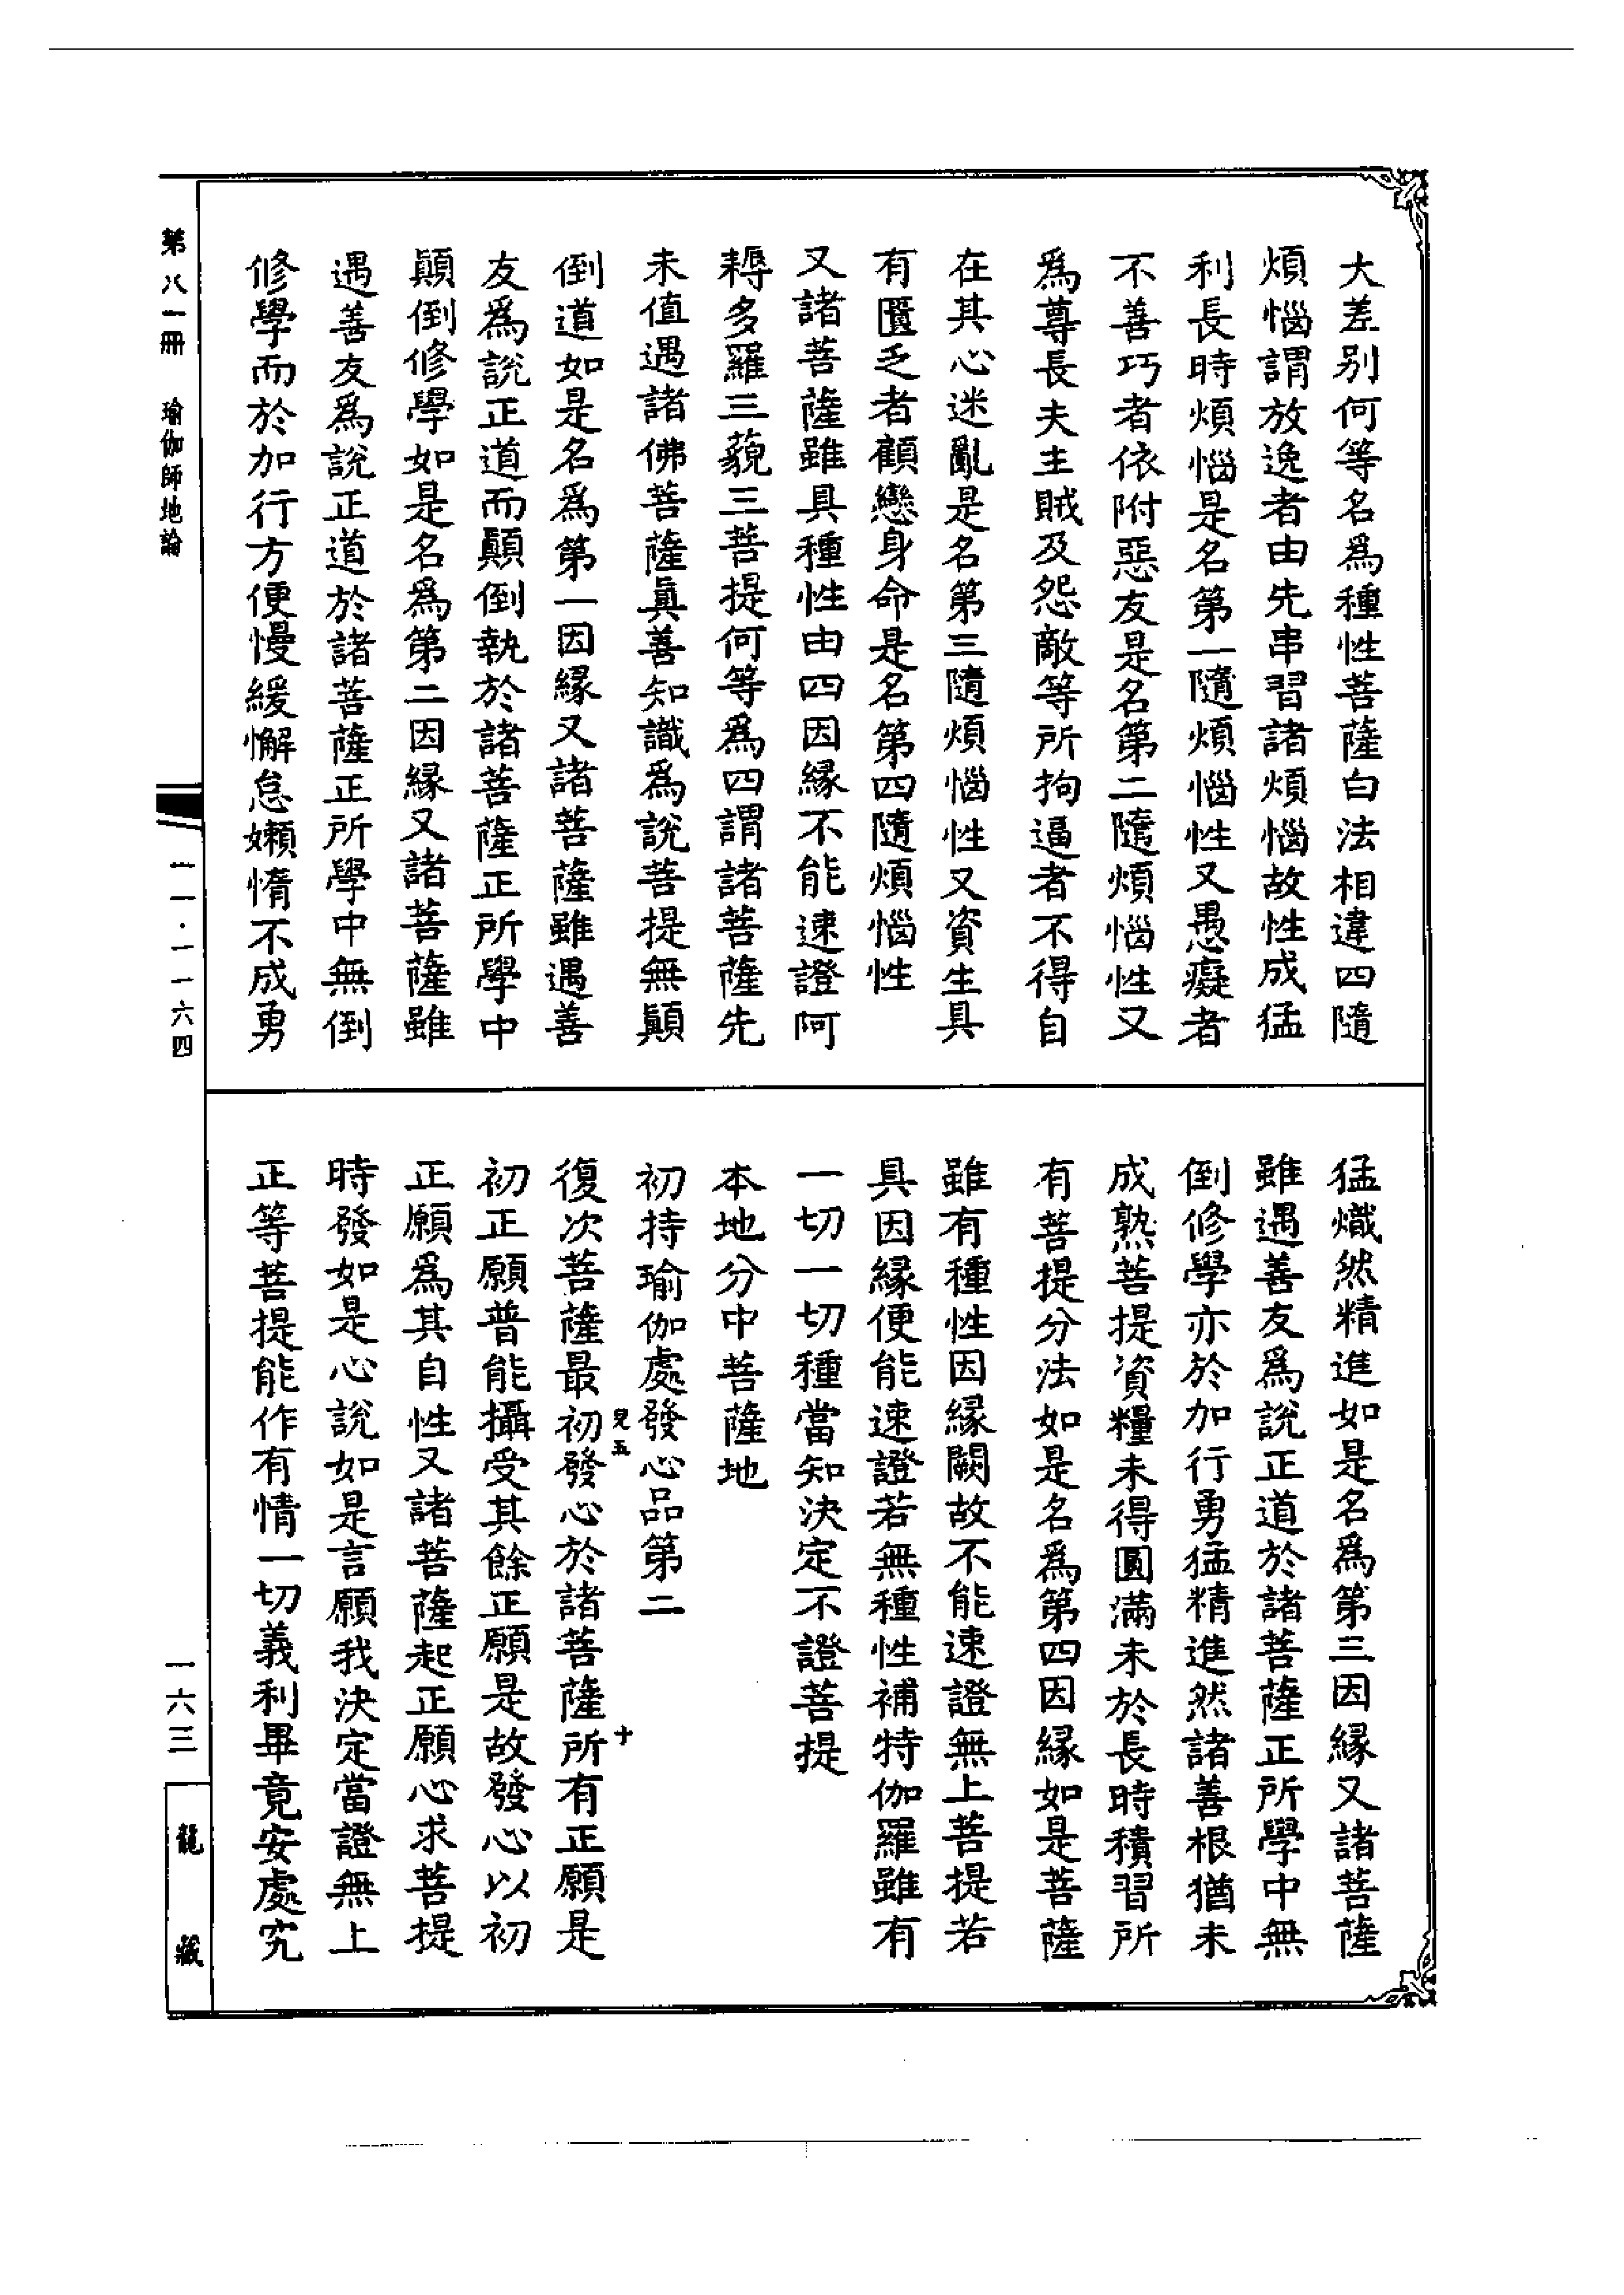 大差别何等名爲種性菩薩白法相違四隨
煩惱謂放逸者由先串習諸煩惱故性成猛
利長時煩惱是名第一隨煩惱性又愚癡者
不善巧者依附惡友是名第二隨煩惱性又
爲尊長夫主賊及怨敵等所拘逼者不得自
在其心迷亂是名第三隨煩惱性又資生具
有匱乏者顧戀身命是名第四隨煩惱性
又諸菩薩雖具種性由四因緣不能速證阿
耨多羅三藐三菩提何等爲四謂諸菩薩先
未值遇諸佛菩薩眞善知識爲說菩提無顚
倒道如是名爲第一因緣又諸菩薩雖遇善
友爲說正道而顚倒執於諸菩薩正所學中
顚倒修學如是名爲第二因緣又諸菩薩雖
遇善友爲說正道於諸菩薩正所學中無倒
修學而於加行方便慢緩懈怠嬾惰不成勇
猛熾然精進如是名爲第三因緣又諸菩薩
雖遇善友爲說正道於諸菩薩正所學中無
倒修學亦於加行勇猛精進然諸善根猶未
成熟菩提資糧未得圓滿未於長時積習所
有菩提分法如是名爲第四因緣如是菩薩
雖有種性因緣闕故不能速證無上菩提若
具因緣便能速證若無種性補特伽羅雖有
一切一切種當知決定不證菩提
本地分中菩薩地
初持瑜伽處發心品第二
復次菩薩最初發心於諸菩薩所有正願是
兒五
十
初正願普能攝受其餘正願是故發心以初
正願爲其自性又諸菩薩起正願心求菩提
時發如是心說如是言願我決定當證無上
正等菩提能作有情一切義利畢竟安處究
第八一冊 瑜伽師地論
一一·一一六四
一六三
龍藏